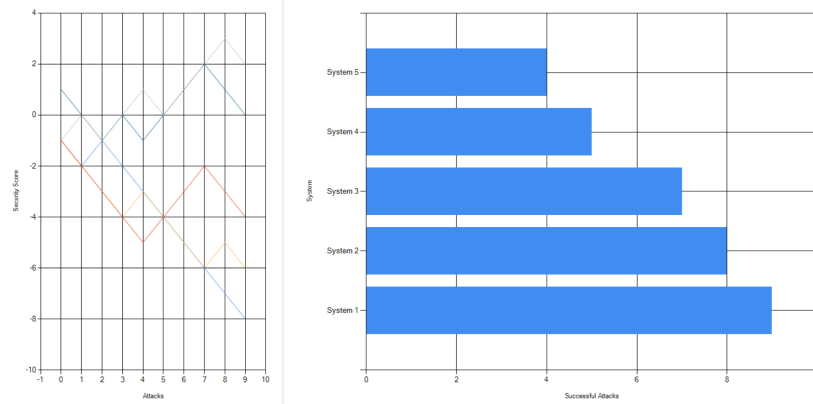 4
2
0
-2
-4
-6
-8
-10
Security Score
-1 0 1 2 3 4 5 6 7 8 9 10
Attacks
System 5
System 4
System 3
System 2
System 1
System
0 2 4 6 8
Successful Attacks